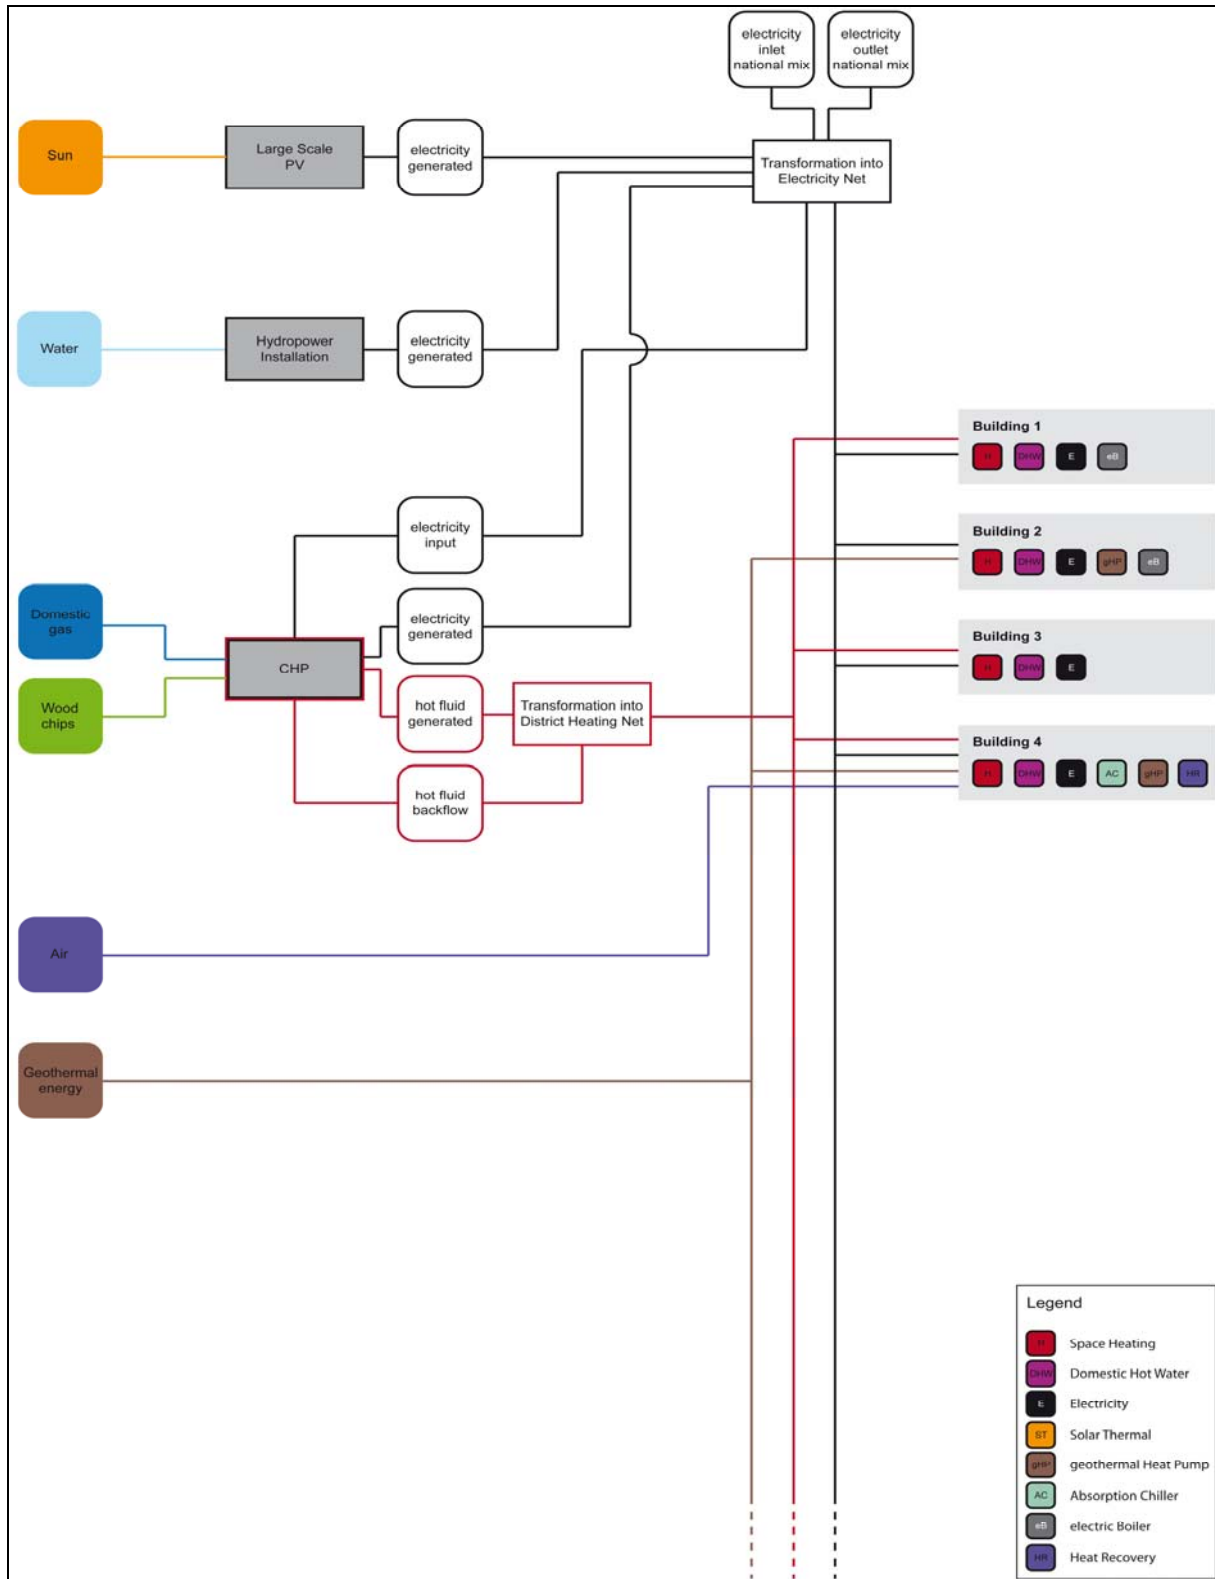 electricity
inlet
national mix
electricity
outlet
national mix
Sun
Large Scale
PV
electricity
generated
Transformation into
Electricity Net
Water
Hydropower
Installation
electricity
generated
Building 1
H
DHW
E
eB
electricity
input
Building 2
H
DHW
E
gHP
eB
Domestic
gas
electricity
generated
Building 3
H
DHW
E
CHP
Wood
chips
hot fluid
generated
Transformation into
District Heating Net
Building 4
H
DHW
E
AC
gHP
HR
hot fluid
backflow
Air
Geothermal
energy
Legend
H Space Heating
DHW Domestic Hot Water
E Electricity
ST Solar Thermal
gHP geothermal Heat Pump
AC Absorption Chiller
eB electric Boiler
HR Heat Recovery